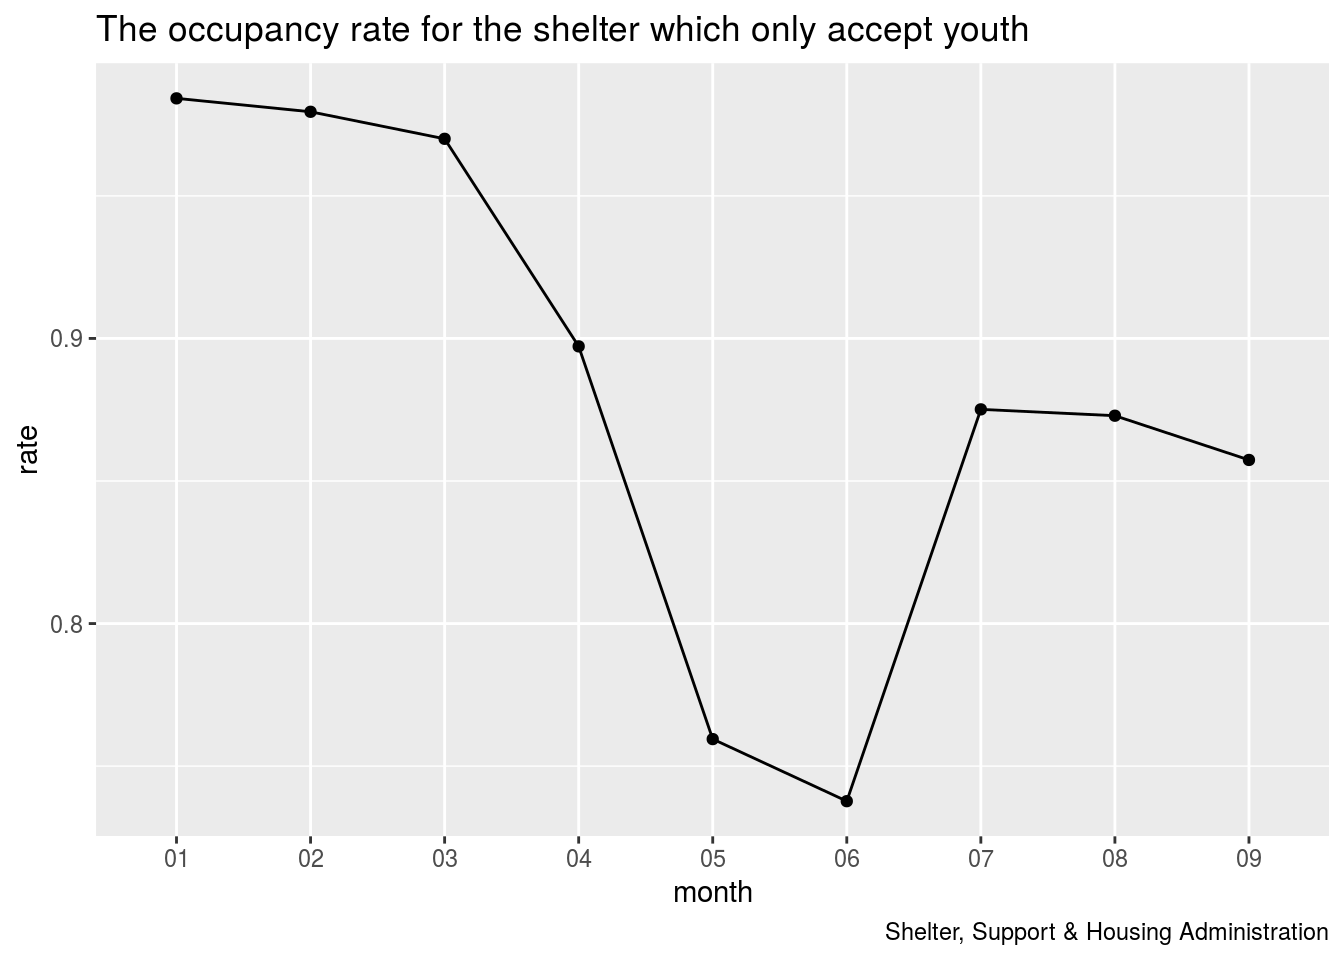 The occupancy rate for the shelter which only accept youth
0.9
0.8
rate
01 02 03 04 05 06 07 08 09
month
Shelter, Support & Housing Administration